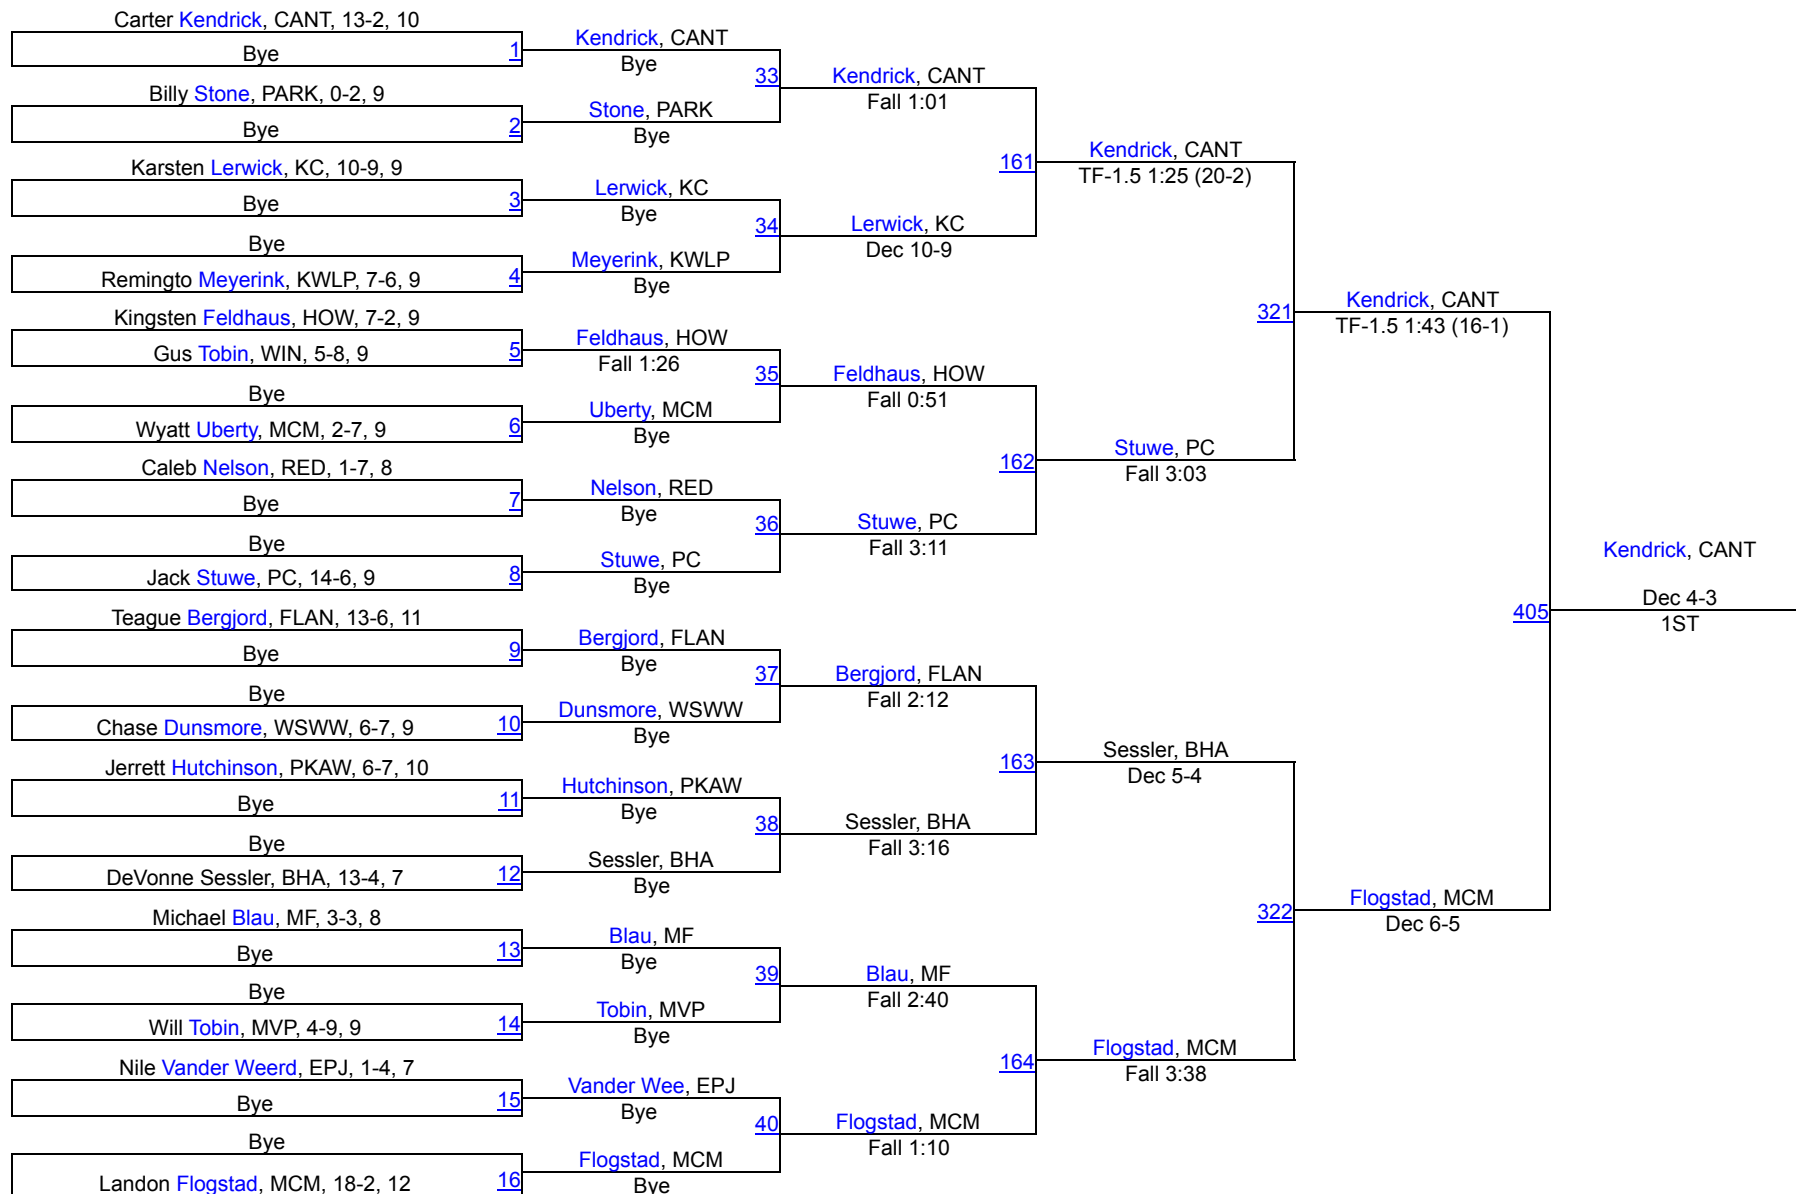 Carter Kendrick, CANT, 13-2, 10
Bye
1
Billy Stone, PARK, 0-2, 9
Bye
2
Karsten Lerwick, KC, 10-9, 9
Bye
3
Bye
Remingto Meyerink, KWLP, 7-6, 9
4
Kingsten Feldhaus, HOW, 7-2, 9
Gus Tobin, WIN, 5-8, 9
5
Bye
Wyatt Uberty, MCM, 2-7, 9
6
Caleb Nelson, RED, 1-7, 8
Bye
7
Bye
Jack Stuwe, PC, 14-6, 9
8
Teague Bergjord, FLAN, 13-6, 11
Bye
9
Bye
Chase Dunsmore, WSWW, 6-7, 9
10
Jerrett Hutchinson, PKAW, 6-7, 10
Bye
11
Bye
DeVonne Sessler, BHA, 13-4, 7
12
Michael Blau, MF, 3-3, 8
Bye
13
Bye
Will Tobin, MVP, 4-9, 9
14
Nile Vander Weerd, EPJ, 1-4, 7
Bye
15
Bye
Landon Flogstad, MCM, 18-2, 12
16
Kendrick, CANT
Bye
33
Stone, PARK
Bye
Lerwick, KC
Bye
34
Meyerink, KWLP
Bye
Feldhaus, HOW
Fall 1:26
35
Uberty, MCM
Bye
Nelson, RED
Bye
36
Stuwe, PC
Bye
Bergjord, FLAN
Bye
37
Dunsmore, WSWW
Bye
Hutchinson, PKAW
Bye
38
Sessler, BHA
Bye
Blau, MF
Bye
39
Tobin, MVP
Bye
Vander Wee, EPJ
Bye
40
Flogstad, MCM
Bye
Kendrick, CANT
Fall 1:01
161
Lerwick, KC
Dec 10-9
Feldhaus, HOW
Fall 0:51
162
Stuwe, PC
Fall 3:11
Bergjord, FLAN
Fall 2:12
163
Sessler, BHA
Fall 3:16
Blau, MF
Fall 2:40
164
Flogstad, MCM
Fall 1:10
Kendrick, CANT
TF-1.5 1:25 (20-2)
321
Stuwe, PC
Fall 3:03
Sessler, BHA
Dec 5-4
322
Flogstad, MCM
Fall 3:38
Kendrick, CANT
TF-1.5 1:43 (16-1)
405
Flogstad, MCM
Dec 6-5
Kendrick, CANT
Dec 4-3
1ST